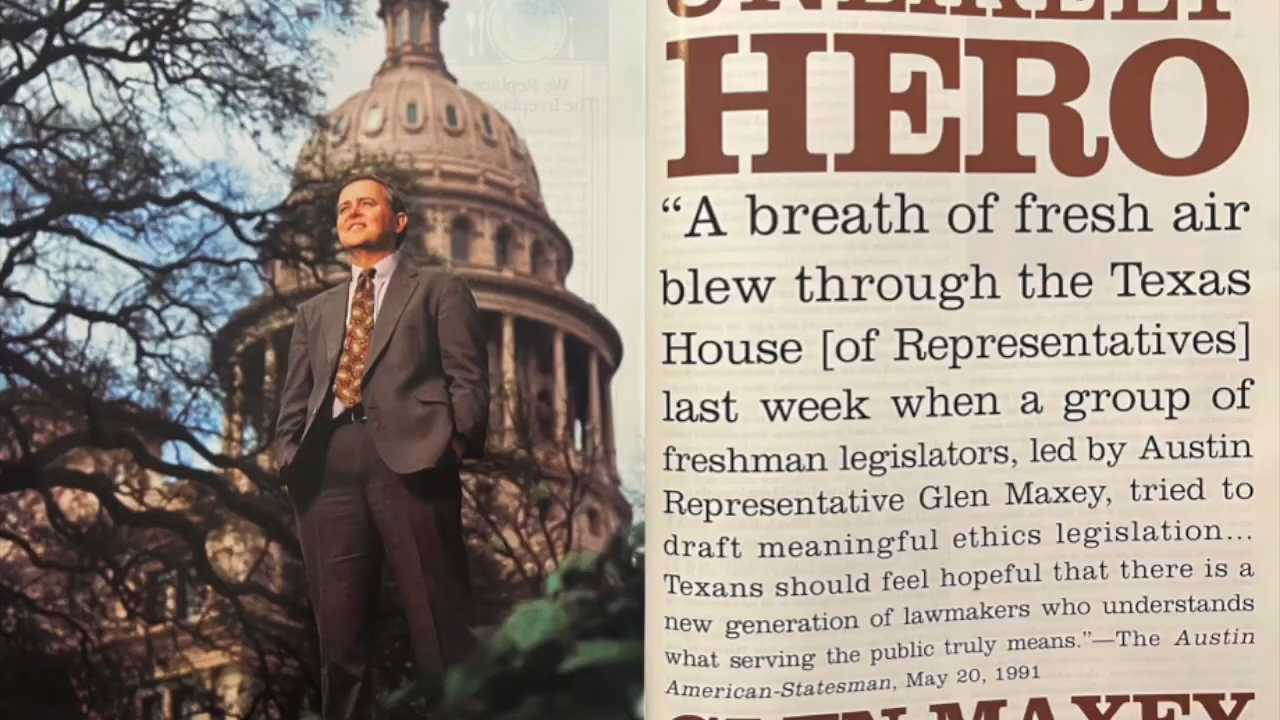 UNLIKELY
HERO
“A breath of fresh air
blew through the Texas
House [of Representatives]
last week when a group of
freshman legislators, led by Austin
Representative Glen Maxey, tried to
draft meaningful ethics legislation...
Texans should feel hopeful that there is a
new generation of lawmakers who understands
what serving the public truly means.”—The Austin
American-Statesman, May 20, 1991
GLEN MAXEY